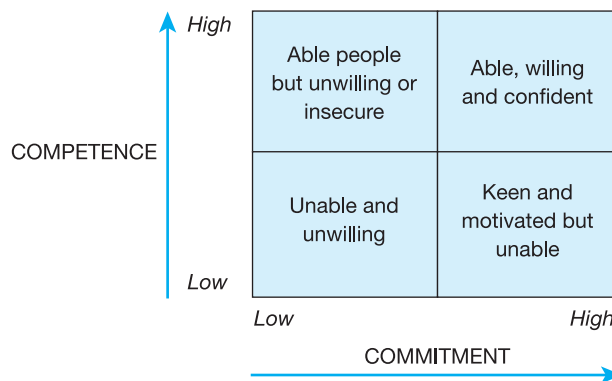 High
Able people
but unwilling or
insecure
Able, willing
and confident
COMPETENCE
Unable and
unwilling
Keen and
motivated but
unable
Low
Low
High
COMMITMENT